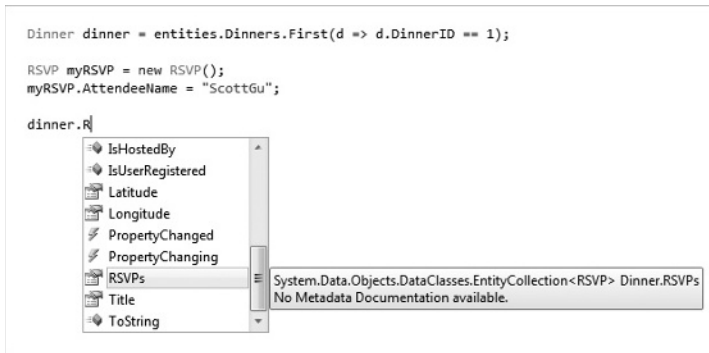 Dinner dinner = entities.Dinners.First(d => d.DinnerID == 1);
RSVP myRSVP = new RSVP();
myRSVP.AttendeeName = "ScottGu";
dinner.R
IsHostedBy
IsUserRegistered
Latitude
Longitude
PropertyChanged
PropertyChanging
RSVPs
System.Data.Objects.DataClasses.EntityCollection<RSVP> Dinner.RSVPs
No Metadata Documentation available.
Title
ToString